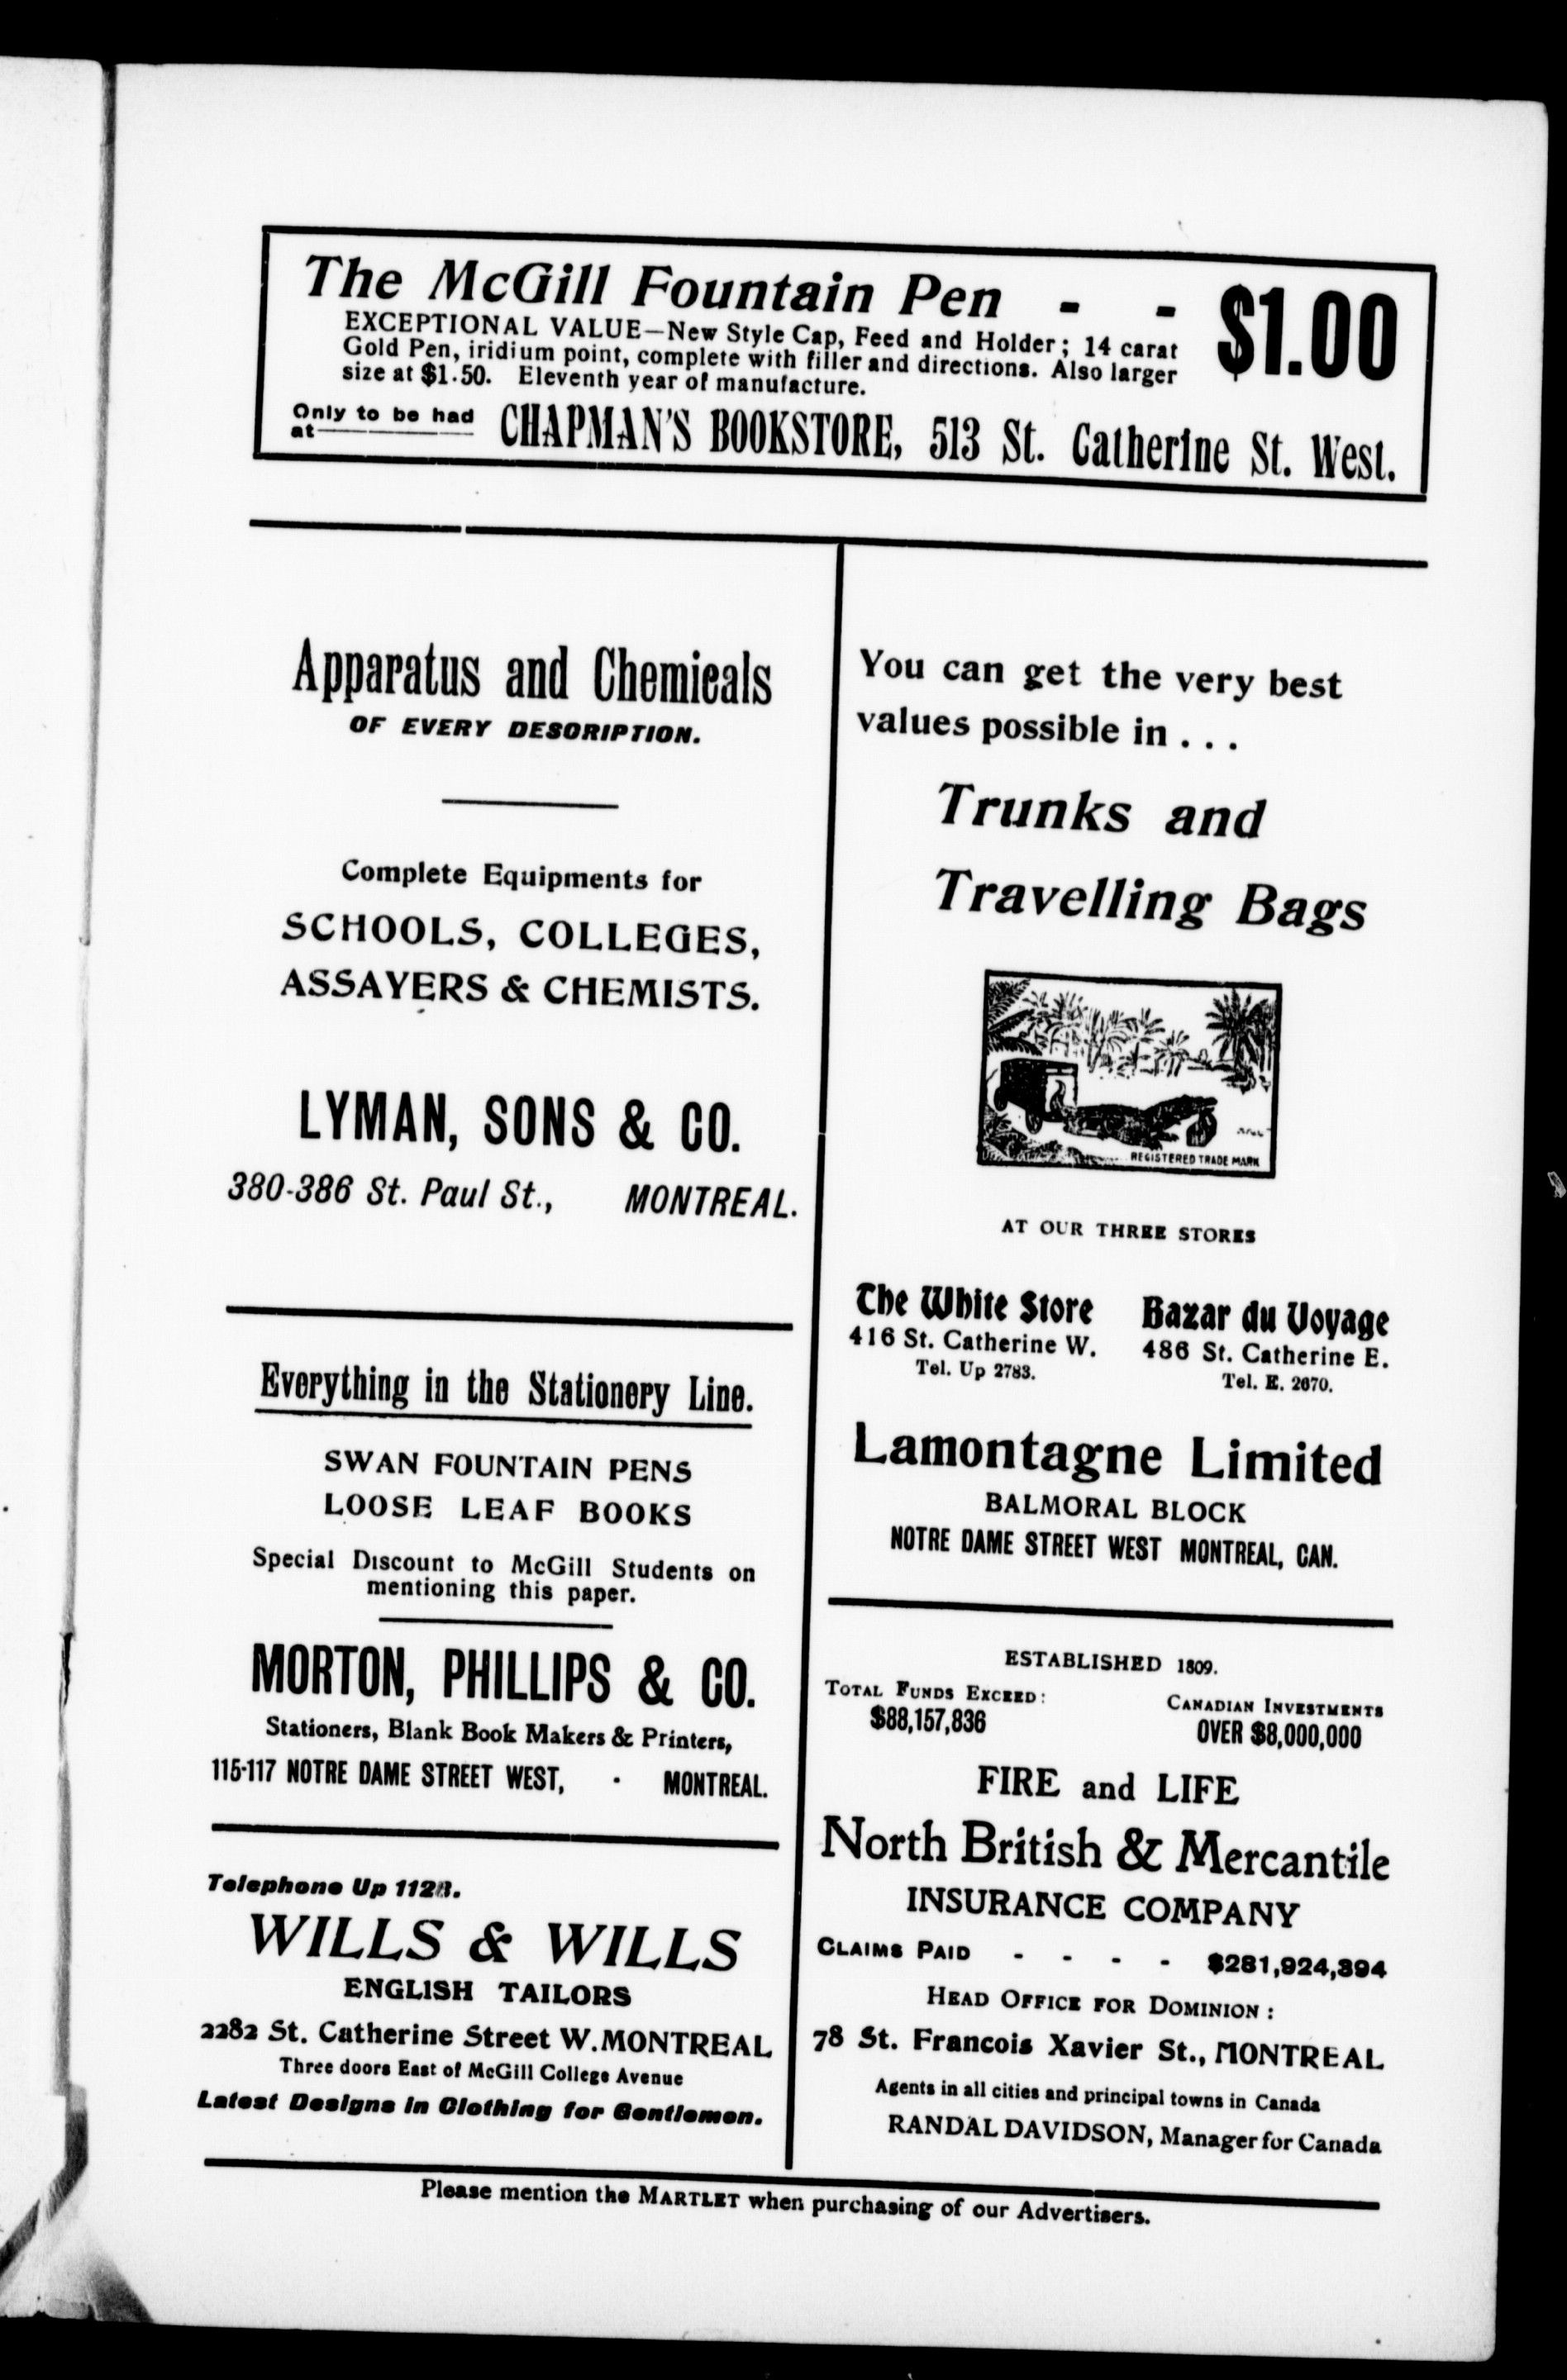 The McGill Fountain Pen - - $1.00
EXCEPTIONAL VALUE—New Style Cap, Feed and Holder; 14 carat
Gold Pen, iridium point, complete with filler and directions. Also larger
size at $1.50. Eleventh year of manufacture.
Only to be had
at CHAPMAN'S BOOKSTORE, 513 St. Catherine St. West.
Apparatus and Chemicals
OF EVERY DESCRIPTION.
Complete Equipments for
SCHOOLS, COLLEGES,
ASSAYERS & CHEMISTS.
LYMAN, SONS & CO.
380-386 St. Paul St., MONTREAL.
Everything in the Stationery Line.
SWAN FOUNTAIN PENS
LOOSE LEAF BOOKS
Special Discount to McGill Students on
mentioning this paper.
MORTON, PHILLIPS & CO.
Stationers, Blank Book Makers & Printers,
115-117 NOTRE DAME STREET WEST, - MONTREAL.
Telephone Up
WILLS & WILLS
ENGLISH TAILORS
2282 St. Catherine Street W. MONTREAL
Three doors East of McGill College Avenue
Latest Designs in Clothing for Gentlemen.
You can get the very best
values possible in . . .
Trunks and
Travelling Bags
REGISTERED TRADE MARK
AT OUR THREE STORES
The White Store
416 St. Catherine W.
Tel. Up 2783.
Bazar du Voyage
486 St. Catherine E.
Tel. E. 2670.
Lamontagne Limited
BALMORAL BLOCK
NOTRE DAME STREET WEST MONTREAL, CAN.
ESTABLISHED 1809.
TOTAL FUNDS EXCEED:
$88,157,836
CANADIAN INVESTMENTS
OVER $8,000,000
FIRE and LIFE
North British & Mercantile
INSURANCE COMPANY
CLAIMS PAID - - - - $281,924,394
HEAD OFFICE FOR DOMINION:
78 St. Francois Xavier St., MONTREAL
Agents in all cities and principal towns in Canada
RANDAL DAVIDSON, Manager for Canada
Please mention the MARTLET when purchasing of our Advertisers.